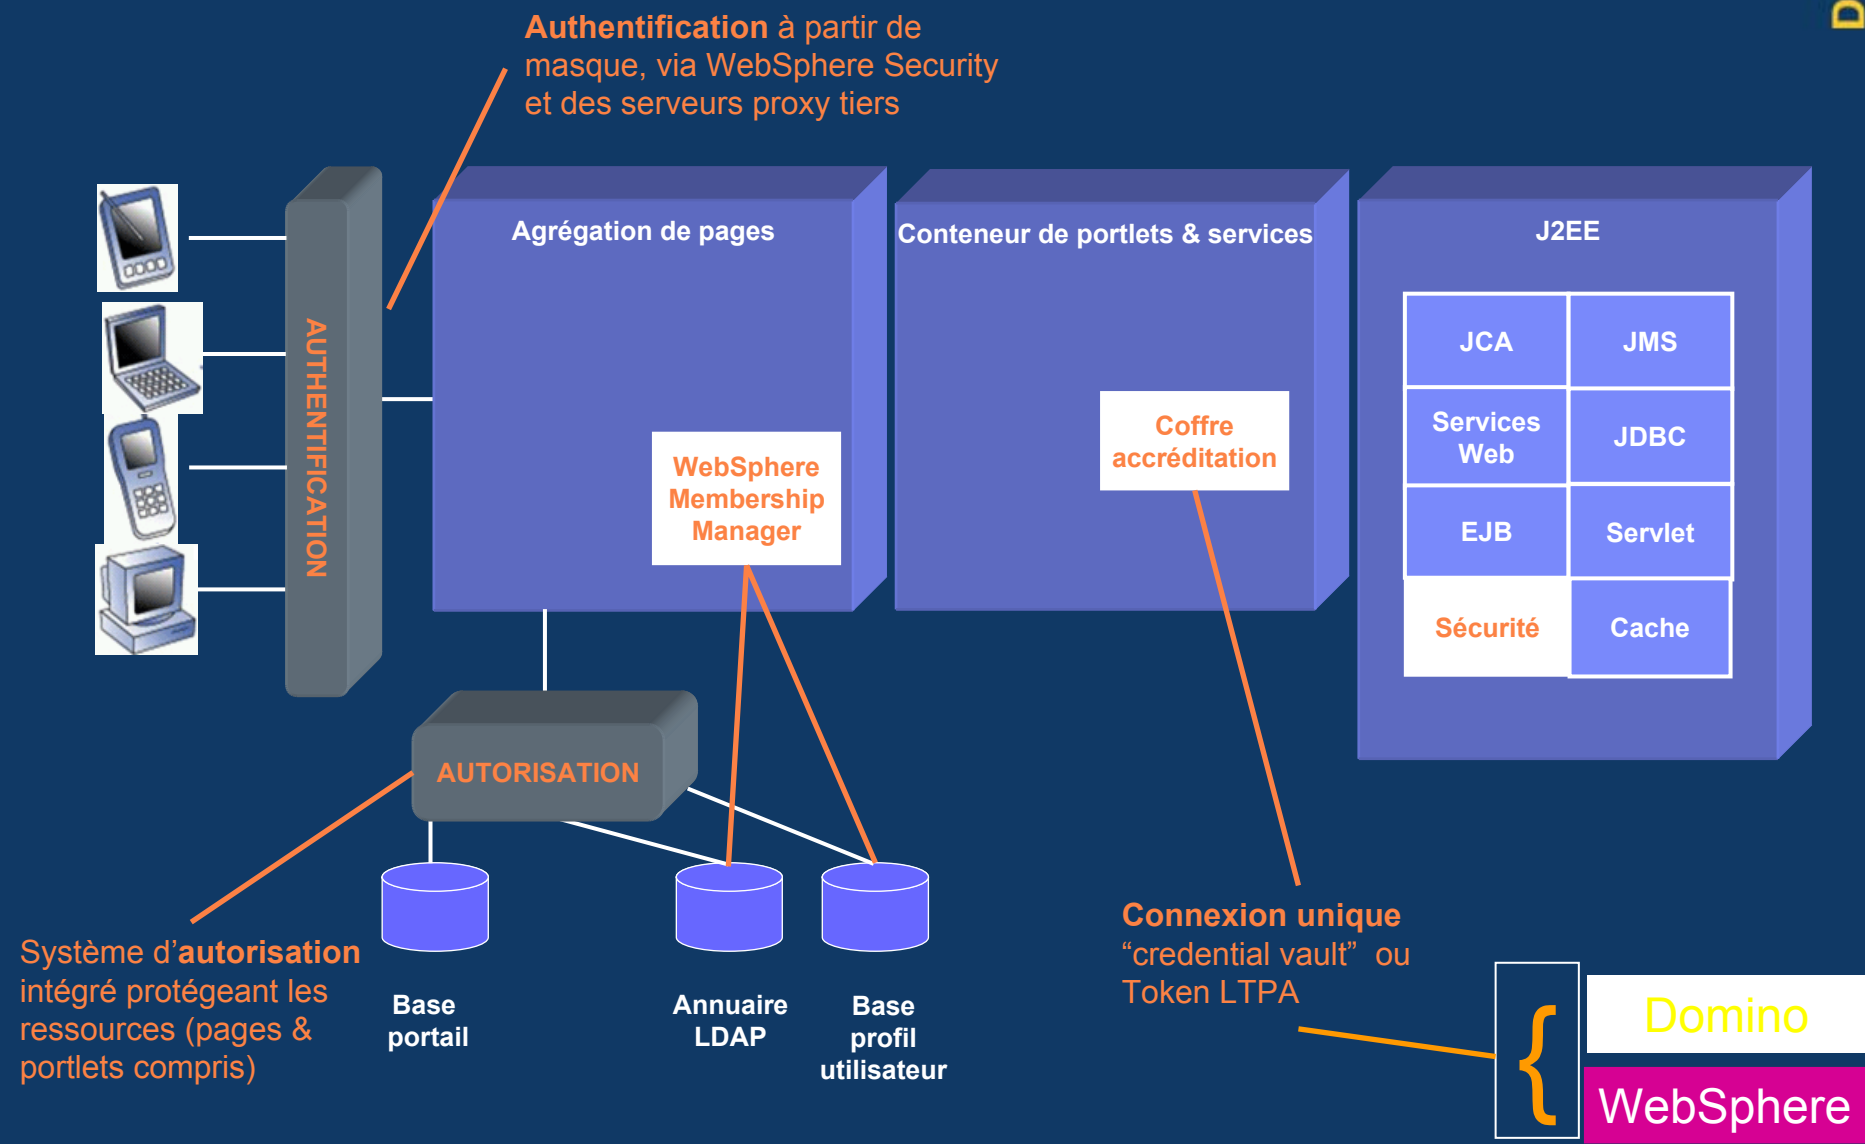 D
Authentification à partir de
masque, via WebSphere Security
et des serveurs proxy tiers
AUTHENTIFICATION
Agrégation de pages
WebSphere
Membership
Manager
Conteneur de portlets & services
Coffre
accréditation
J2EE
JCA
JMS
Services
Web
JDBC
EJB
Servlet
Sécurité
Cache
AUTORISATION
Système d’autorisation
intégré protégeant les
ressources (pages &
portlets compris)
Base
portail
Annuaire
LDAP
Base
profil
utilisateur
Connexion unique
“credential vault” ou
Token LTPA
{
Domino
WebSphere